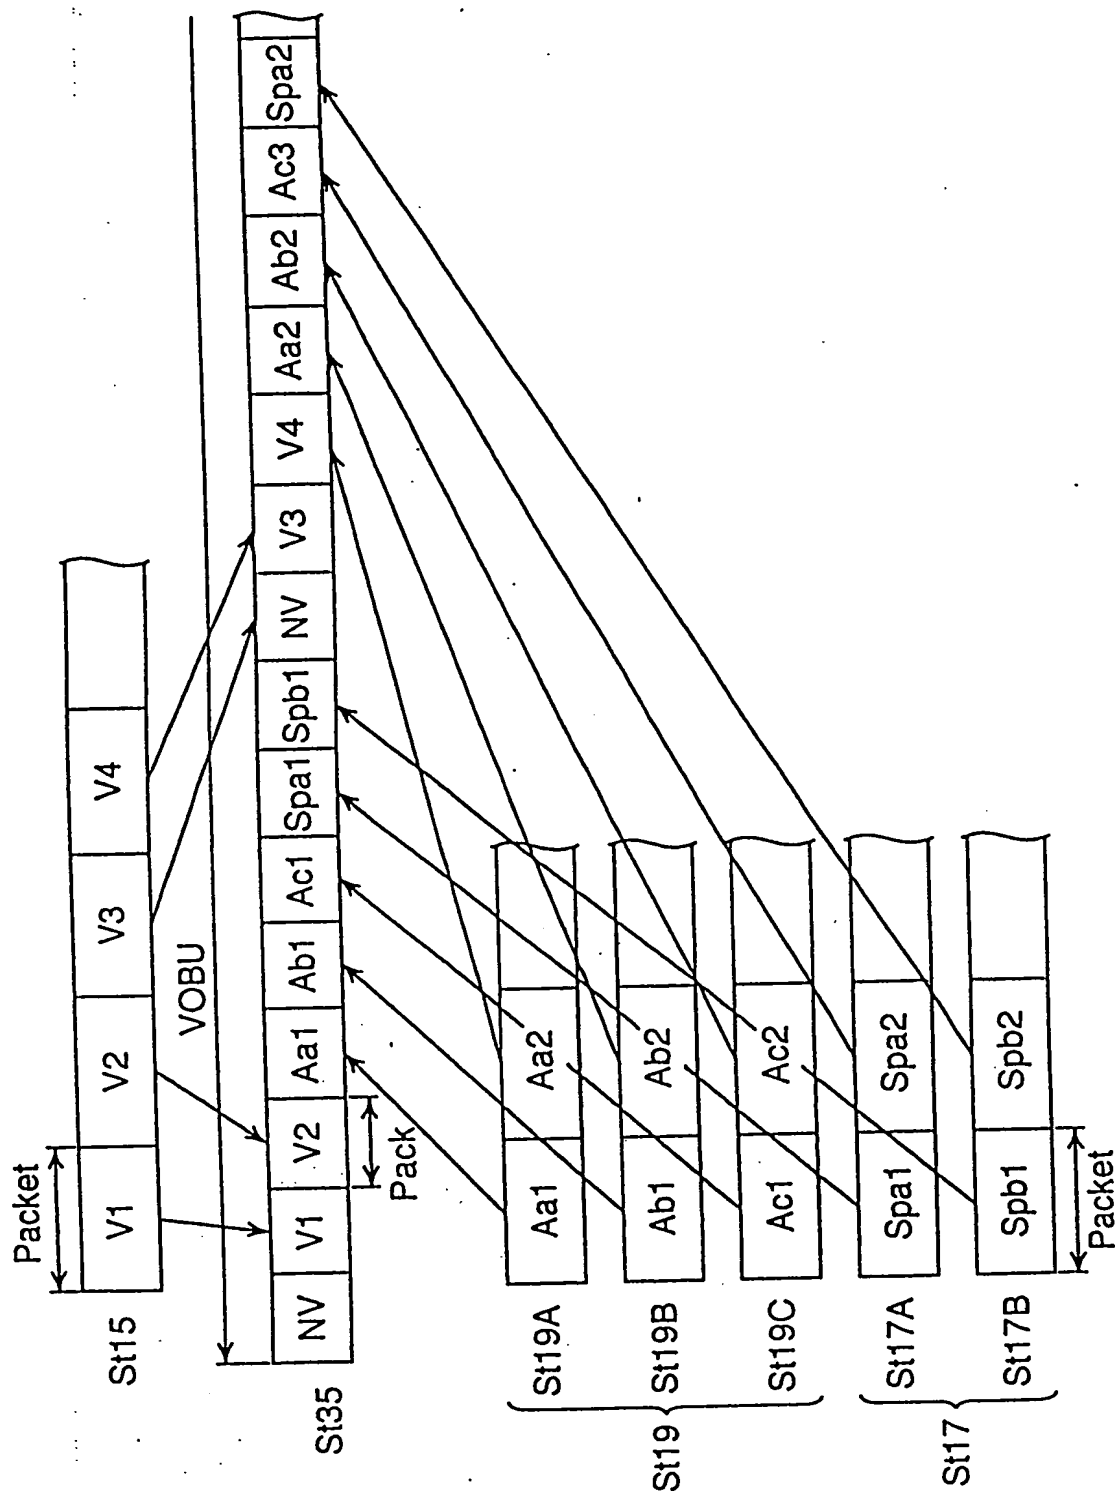 Packet
St15 V1 V2 V3 V4
VOBU
St35 NV V1 V2 Aa1 Ab1 Ac1 Spa1 Spb1 NV V3 V4 Aa2 Ab2 Ac3 Spa2
Pack
St19
St19A Aa1 Aa2
St19B Ab1 Ab2
St19C Ac1 Ac2
St17
St17A Spa1 Spa2
St17B Spb1 Spb2
Packet